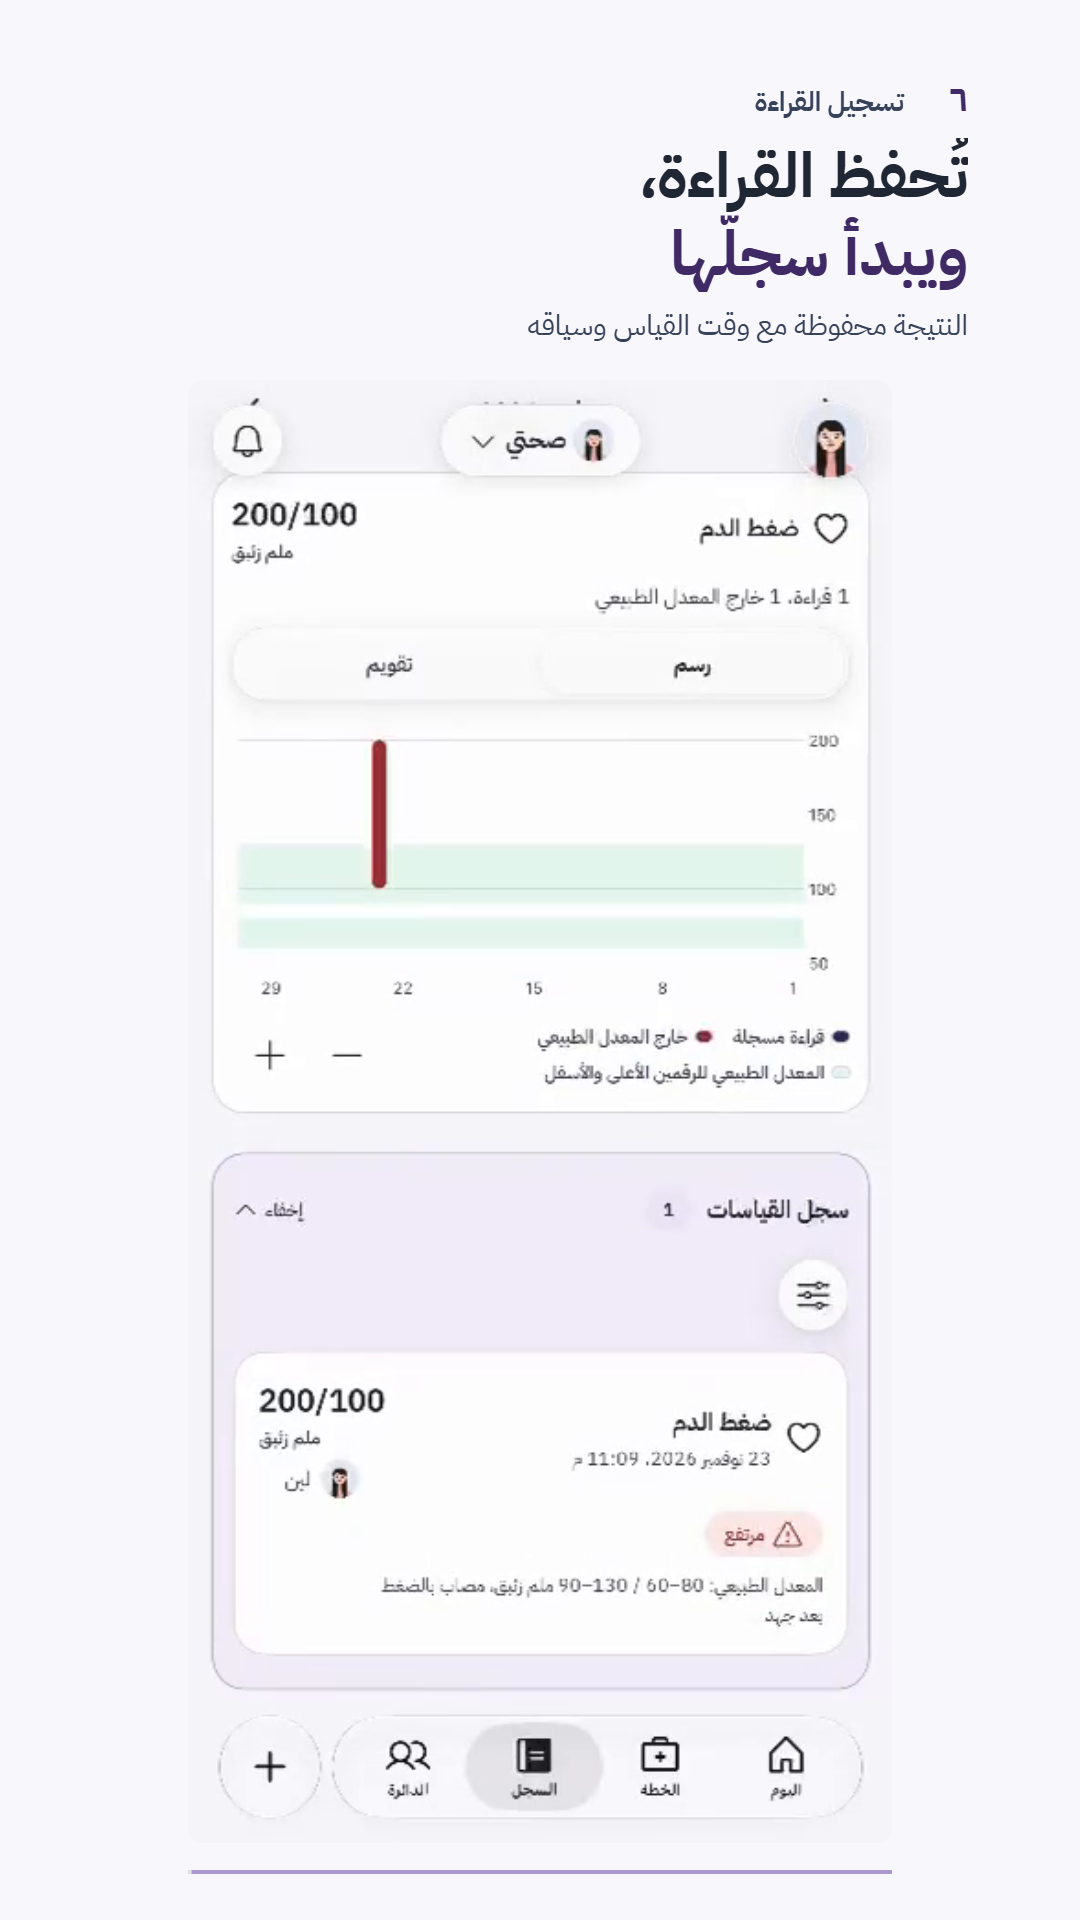 ٦ تسجيل القراءة
تُحفظ القراءة،
ويبدأ سجلّها
النتيجة محفوظة مع وقت القياس وسياقه
صحتي
ضغط الدم 200/100
ملم زئبق
1 قراءة، 1 خارج المعدل الطبيعي
رسم تقويم
200
150
100
50
1 8 15 22 29
قراءة مسجلة خارج المعدل الطبيعي
المعدل الطبيعي للرقمين الأعلى والأسفل
سجل القياسات 1 إخفاء
ضغط الدم 200/100
23 نوفمبر 2026، 11:09 م ملم زئبق
لين
مرتفع
المعدل الطبيعي: 80–60 / 130–90 ملم زئبق، مصاب بالضغط
بعد جهد
اليوم الخطة السجل الدائرة